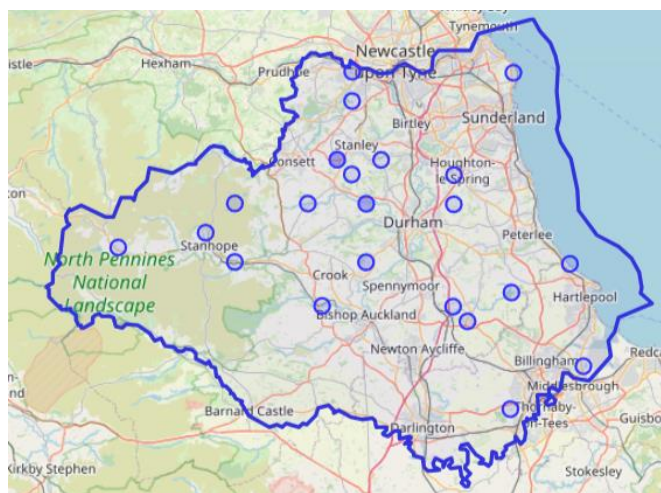 Tynemouth
Newcastle
upon Tyne
Hexham
Prudhoe
Birtley
Sunderland
Stanley
Consett
Houghton-
le-Spring
Durham
Peterlee
Stanhope
North Pennines
National
Landscape
Crook
Spennymoor
Hartlepool
Bishop Auckland
Newton Aycliffe
Billingham
Redca
Middlesbrough
Barnard Castle
Thornaby-
on-Tees
Darlington
Guisbo
Kirkby Stephen
Stokesley